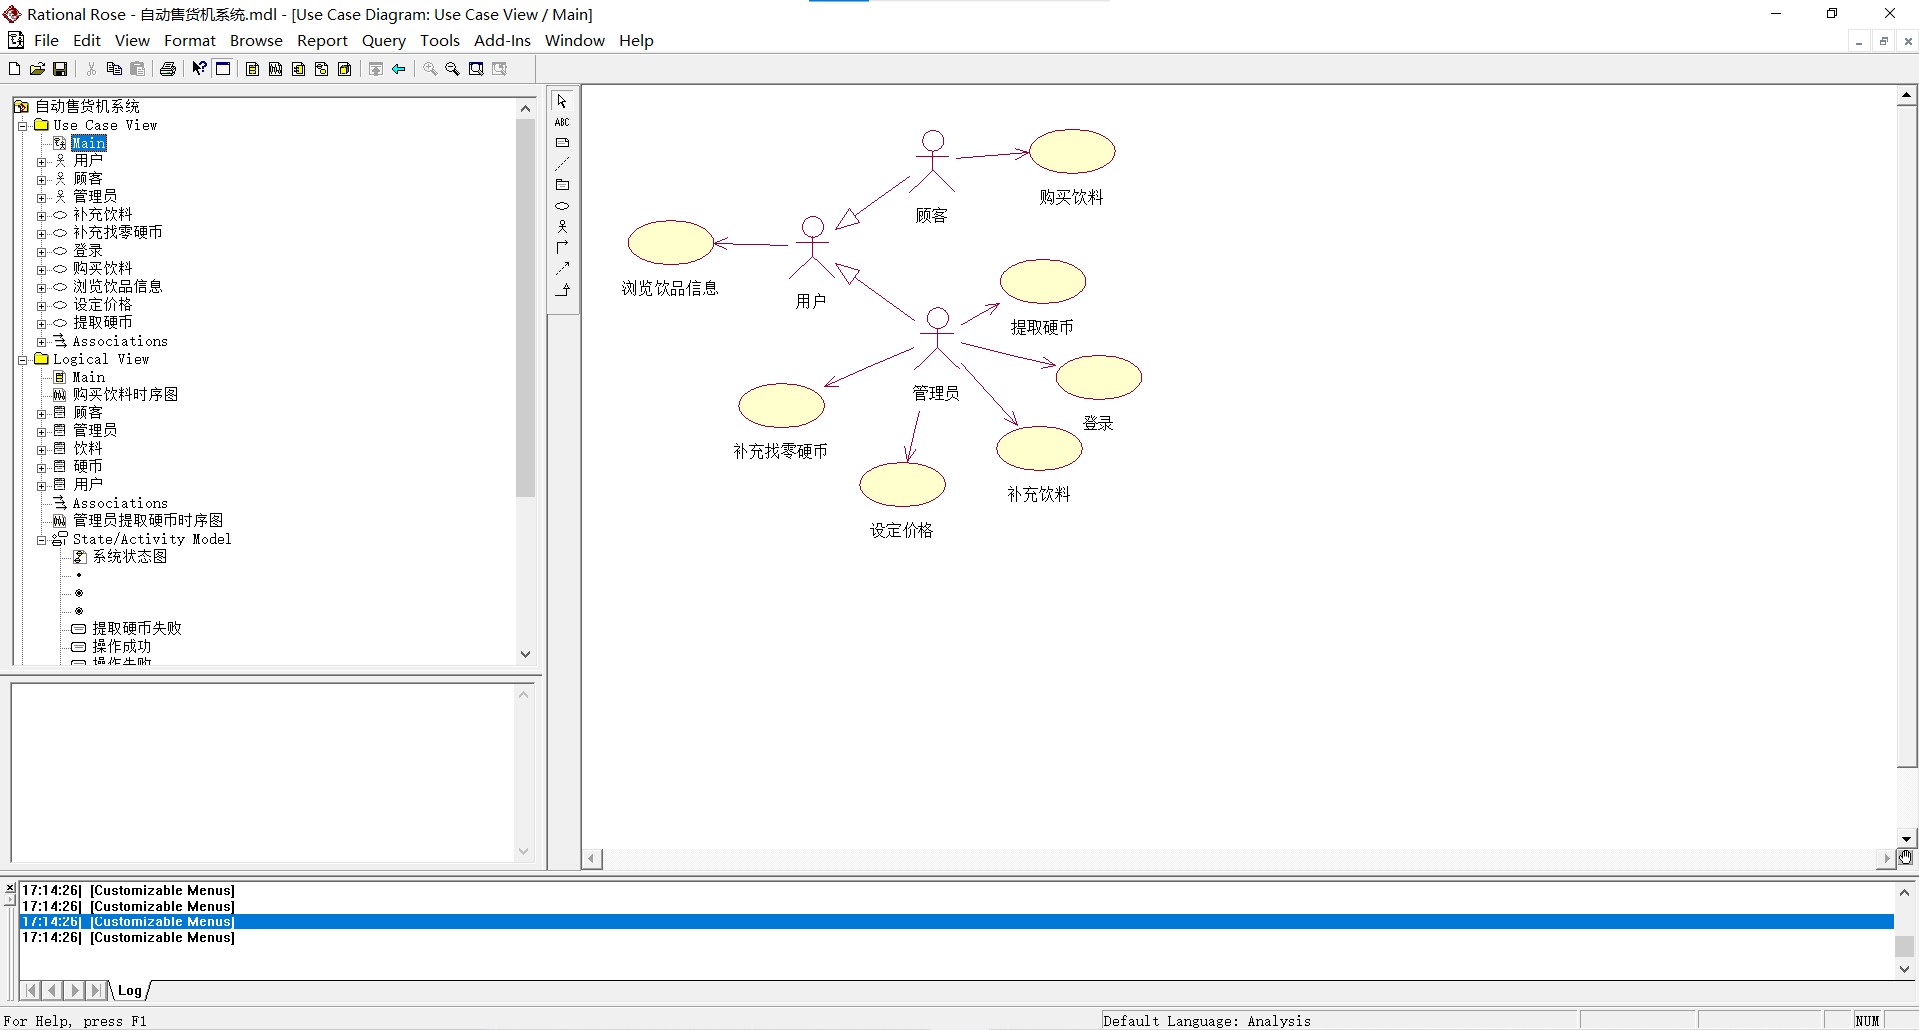 Rational Rose - 自动售货机系统.mdl - [Use Case Diagram: Use Case View / Main]
File Edit View Format Browse Report Query Tools Add-Ins Window Help
自动售货机系统
Use Case View
Main
用户
顾客
管理员
补充饮料
补充找零硬币
登录
购买饮料
浏览饮品信息
设定价格
提取硬币
Associations
Logical View
Main
购买饮料时序图
顾客
管理员
饮料
硬币
用户
Associations
管理员提取硬币时序图
State/Activity Model
系统状态图
提取硬币失败
操作成功
操作失败
ABC
购买饮料
顾客
浏览饮品信息
用户
提取硬币
管理员
登录
补充找零硬币
补充饮料
设定价格
17:14:26| [Customizable Menus]
17:14:26| [Customizable Menus]
17:14:26| [Customizable Menus]
17:14:26| [Customizable Menus]
Log
For Help, press F1
Default Language: Analysis
NUM